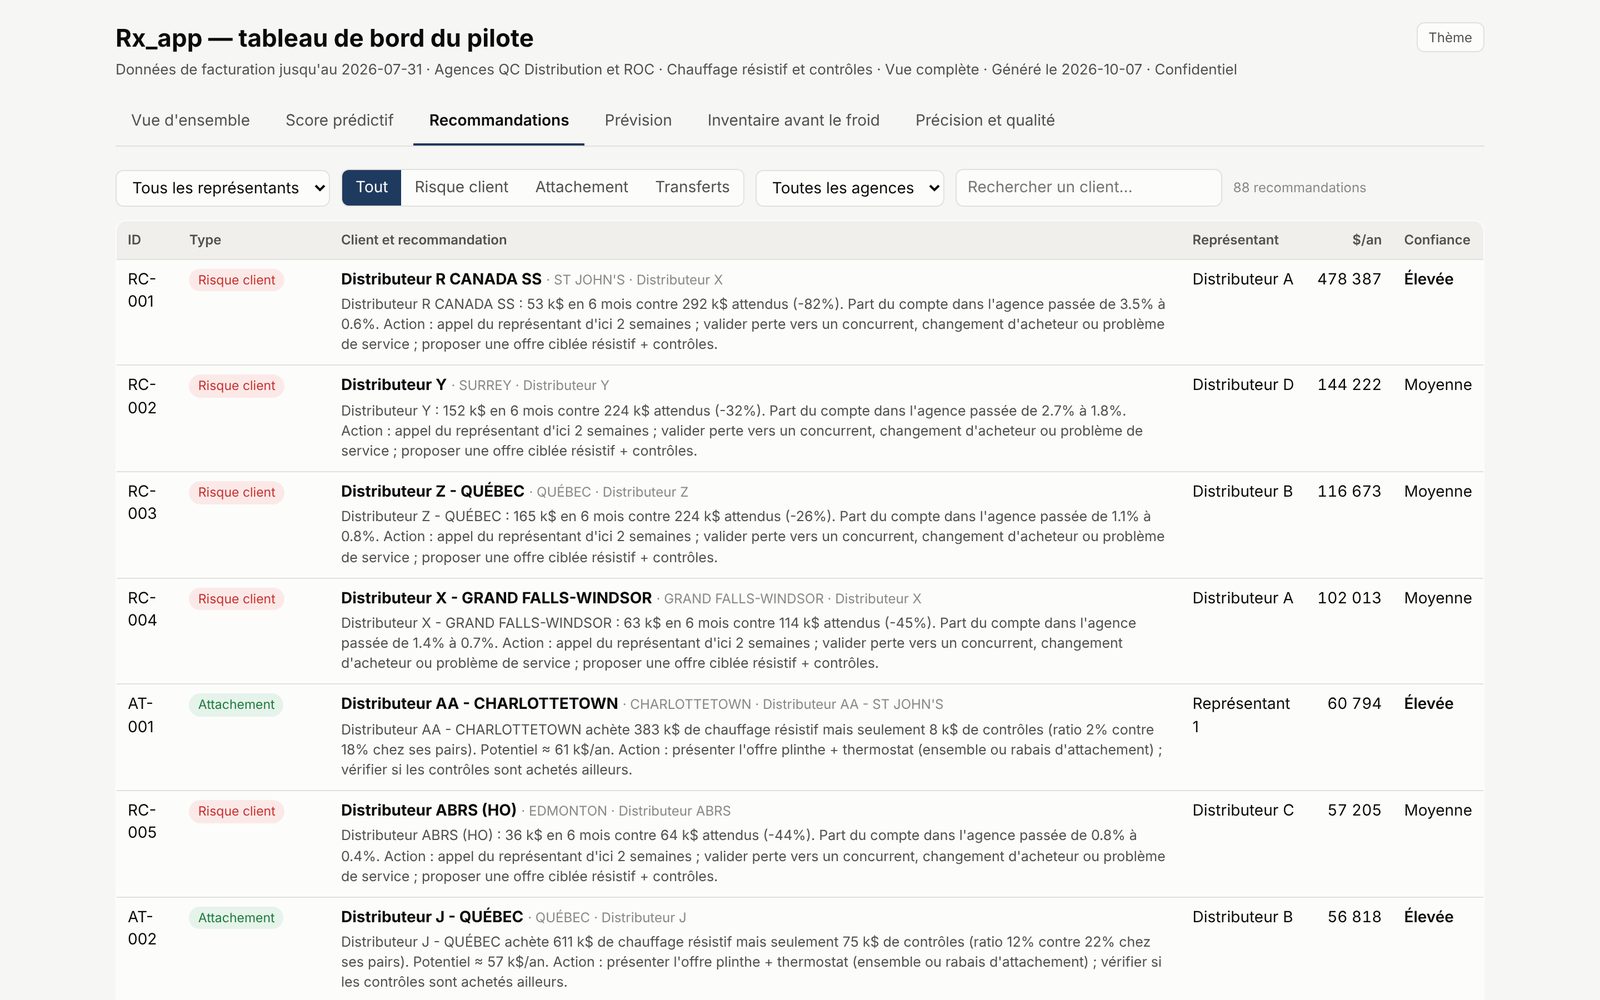 Rx_app — tableau de bord du pilote
Thème
Données de facturation jusqu'au 2026-07-31 · Agences QC Distribution et ROC · Chauffage résistif et contrôles · Vue complète · Généré le 2026-10-07 · Confidentiel
Vue d'ensemble Score prédictif Recommandations Prévision Inventaire avant le froid Précision et qualité
Tous les représentants Tout Risque client Attachement Transferts Toutes les agences Rechercher un client... 88 recommandations
ID Type Client et recommandation Représentant $/an Confiance
RC-001 Risque client Distributeur R CANADA SS · ST JOHN'S · Distributeur X Distributeur A 478 387 Élevée
Distributeur R CANADA SS : 53 k$ en 6 mois contre 292 k$ attendus (-82%). Part du compte dans l'agence passée de 3.5% à
0.6%. Action : appel du représentant d'ici 2 semaines ; valider perte vers un concurrent, changement d'acheteur ou problème
de service ; proposer une offre ciblée résistif + contrôles.
RC-002 Risque client Distributeur Y · SURREY · Distributeur Y Distributeur D 144 222 Moyenne
Distributeur Y : 152 k$ en 6 mois contre 224 k$ attendus (-32%). Part du compte dans l'agence passée de 2.7% à 1.8%.
Action : appel du représentant d'ici 2 semaines ; valider perte vers un concurrent, changement d'acheteur ou problème de
service ; proposer une offre ciblée résistif + contrôles.
RC-003 Risque client Distributeur Z - QUÉBEC · QUÉBEC · Distributeur Z Distributeur B 116 673 Moyenne
Distributeur Z - QUÉBEC : 165 k$ en 6 mois contre 224 k$ attendus (-26%). Part du compte dans l'agence passée de 1.1% à
0.8%. Action : appel du représentant d'ici 2 semaines ; valider perte vers un concurrent, changement d'acheteur ou problème
de service ; proposer une offre ciblée résistif + contrôles.
RC-004 Risque client Distributeur X - GRAND FALLS-WINDSOR · GRAND FALLS-WINDSOR · Distributeur X Distributeur A 102 013 Moyenne
Distributeur X - GRAND FALLS-WINDSOR : 63 k$ en 6 mois contre 114 k$ attendus (-45%). Part du compte dans l'agence
passée de 1.4% à 0.7%. Action : appel du représentant d'ici 2 semaines ; valider perte vers un concurrent, changement
d'acheteur ou problème de service ; proposer une offre ciblée résistif + contrôles.
AT-001 Attachement Distributeur AA - CHARLOTTETOWN · CHARLOTTETOWN · Distributeur AA - ST JOHN'S Représentant 1 60 794 Élevée
Distributeur AA - CHARLOTTETOWN achète 383 k$ de chauffage résistif mais seulement 8 k$ de contrôles (ratio 2% contre
18% chez ses pairs). Potentiel ≈ 61 k$/an. Action : présenter l'offre plinthe + thermostat (ensemble ou rabais d'attachement) ;
vérifier si les contrôles sont achetés ailleurs.
RC-005 Risque client Distributeur ABRS (HO) · EDMONTON · Distributeur ABRS Distributeur C 57 205 Moyenne
Distributeur ABRS (HO) : 36 k$ en 6 mois contre 64 k$ attendus (-44%). Part du compte dans l'agence passée de 0.8% à
0.4%. Action : appel du représentant d'ici 2 semaines ; valider perte vers un concurrent, changement d'acheteur ou problème
de service ; proposer une offre ciblée résistif + contrôles.
AT-002 Attachement Distributeur J - QUÉBEC · QUÉBEC · Distributeur J Distributeur B 56 818 Élevée
Distributeur J - QUÉBEC achète 611 k$ de chauffage résistif mais seulement 75 k$ de contrôles (ratio 12% contre 22% chez
ses pairs). Potentiel ≈ 57 k$/an. Action : présenter l'offre plinthe + thermostat (ensemble ou rabais d'attachement) ; vérifier si
les contrôles sont achetés ailleurs.